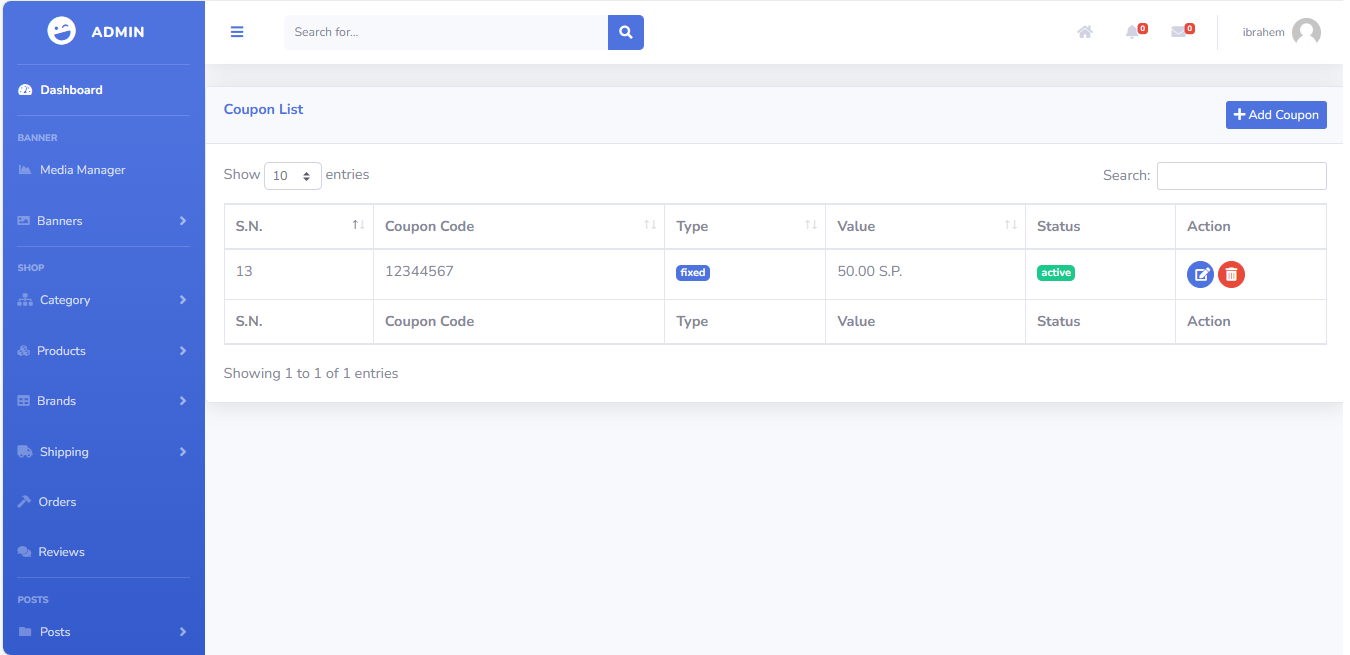 ADMIN
Search for...
0
0
ibrahem
Dashboard
BANNER
Media Manager
Banners
SHOP
Category
Products
Brands
Shipping
Orders
Reviews
POSTS
Posts
Coupon List
Add Coupon
Show 10 entries
Search:
S.N. Coupon Code Type Value Status Action
13 12344567 fixed 50.00 S.P. active
S.N. Coupon Code Type Value Status Action
Showing 1 to 1 of 1 entries